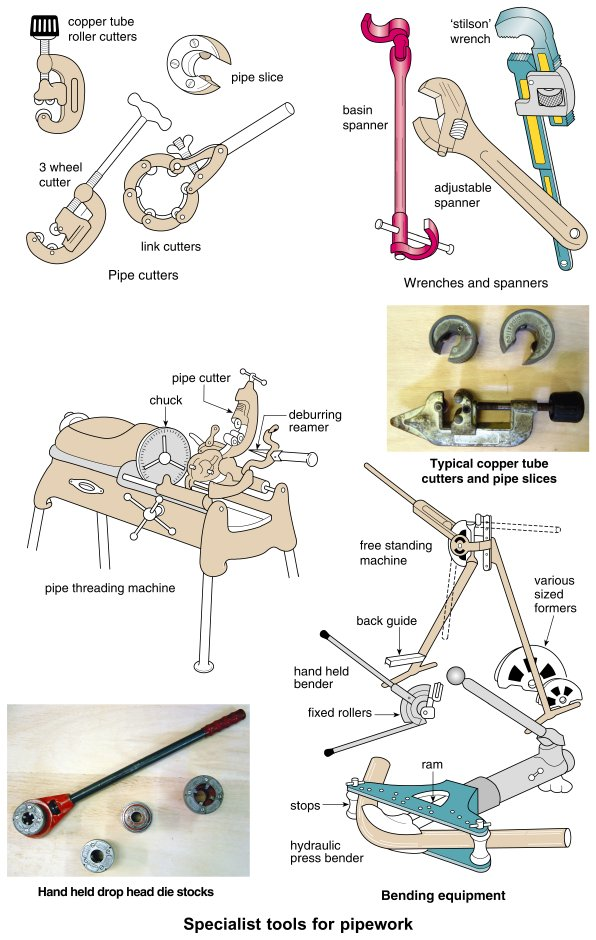 copper tube
roller cutters
pipe slice
3 wheel
cutter
link cutters
Pipe cutters
'stilson'
wrench
basin
spanner
adjustable
spanner
Wrenches and spanners
pipe cutter
chuck
deburring
reamer
pipe threading machine
Typical copper tube
cutters and pipe slices
free standing
machine
various
sized
formers
back guide
hand held
bender
fixed rollers
ram
stops
hydraulic
press bender
Hand held drop head die stocks
Bending equipment
Specialist tools for pipework